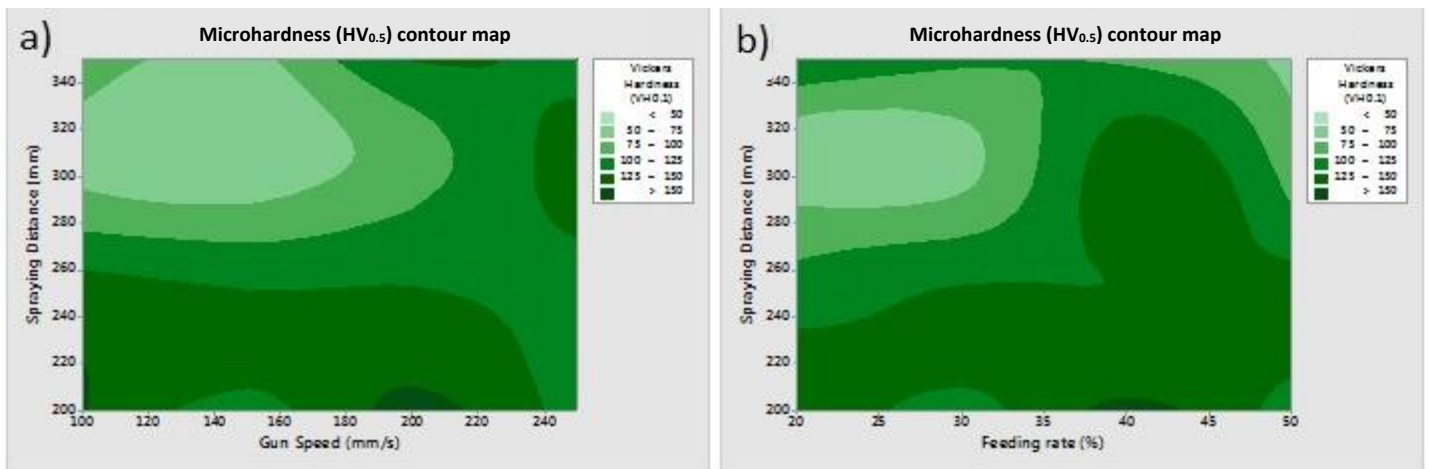 a)
Microhardness (HV0.5) contour map
340
320
300
280
260
240
220
200
100 120 140 160 180 200 220 240
Spraying Distance (mm)
Gun Speed (mm/s)
Vickers
Hardness
(VH0.1)
< 50
50 – 75
75 – 100
100 – 125
125 – 150
> 150
b)
Microhardness (HV0.5) contour map
≤40
320
300
280
260
240
220
200
20 25 30 35 40 45 50
Spraying Distance (mm)
Feeding rate (%)
Vickers
Hardness
(VH0.1)
< 50
50 – 75
75 – 100
100 – 125
125 – 150
> 150